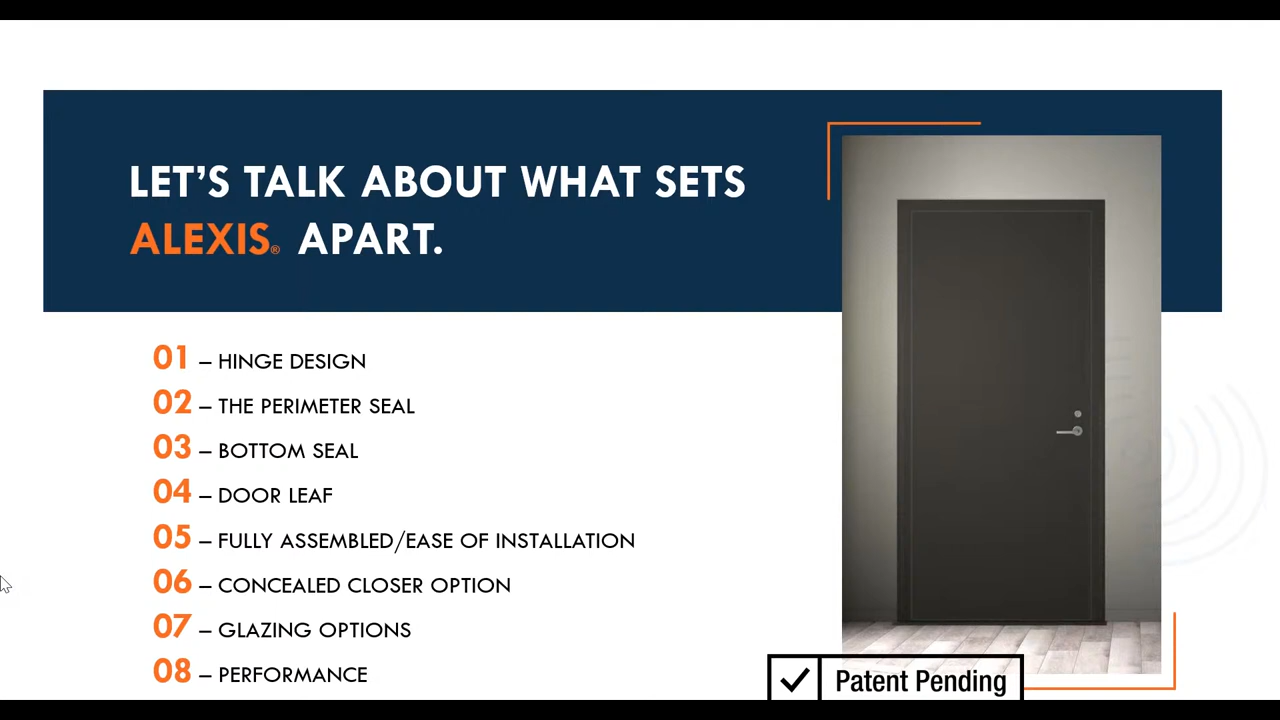 LET'S TALK ABOUT WHAT SETS
ALEXIS® APART.
01 – HINGE DESIGN
02 – THE PERIMETER SEAL
03 – BOTTOM SEAL
04 – DOOR LEAF
05 – FULLY ASSEMBLED/EASE OF INSTALLATION
06 – CONCEALED CLOSER OPTION
07 – GLAZING OPTIONS
08 – PERFORMANCE
Patent Pending